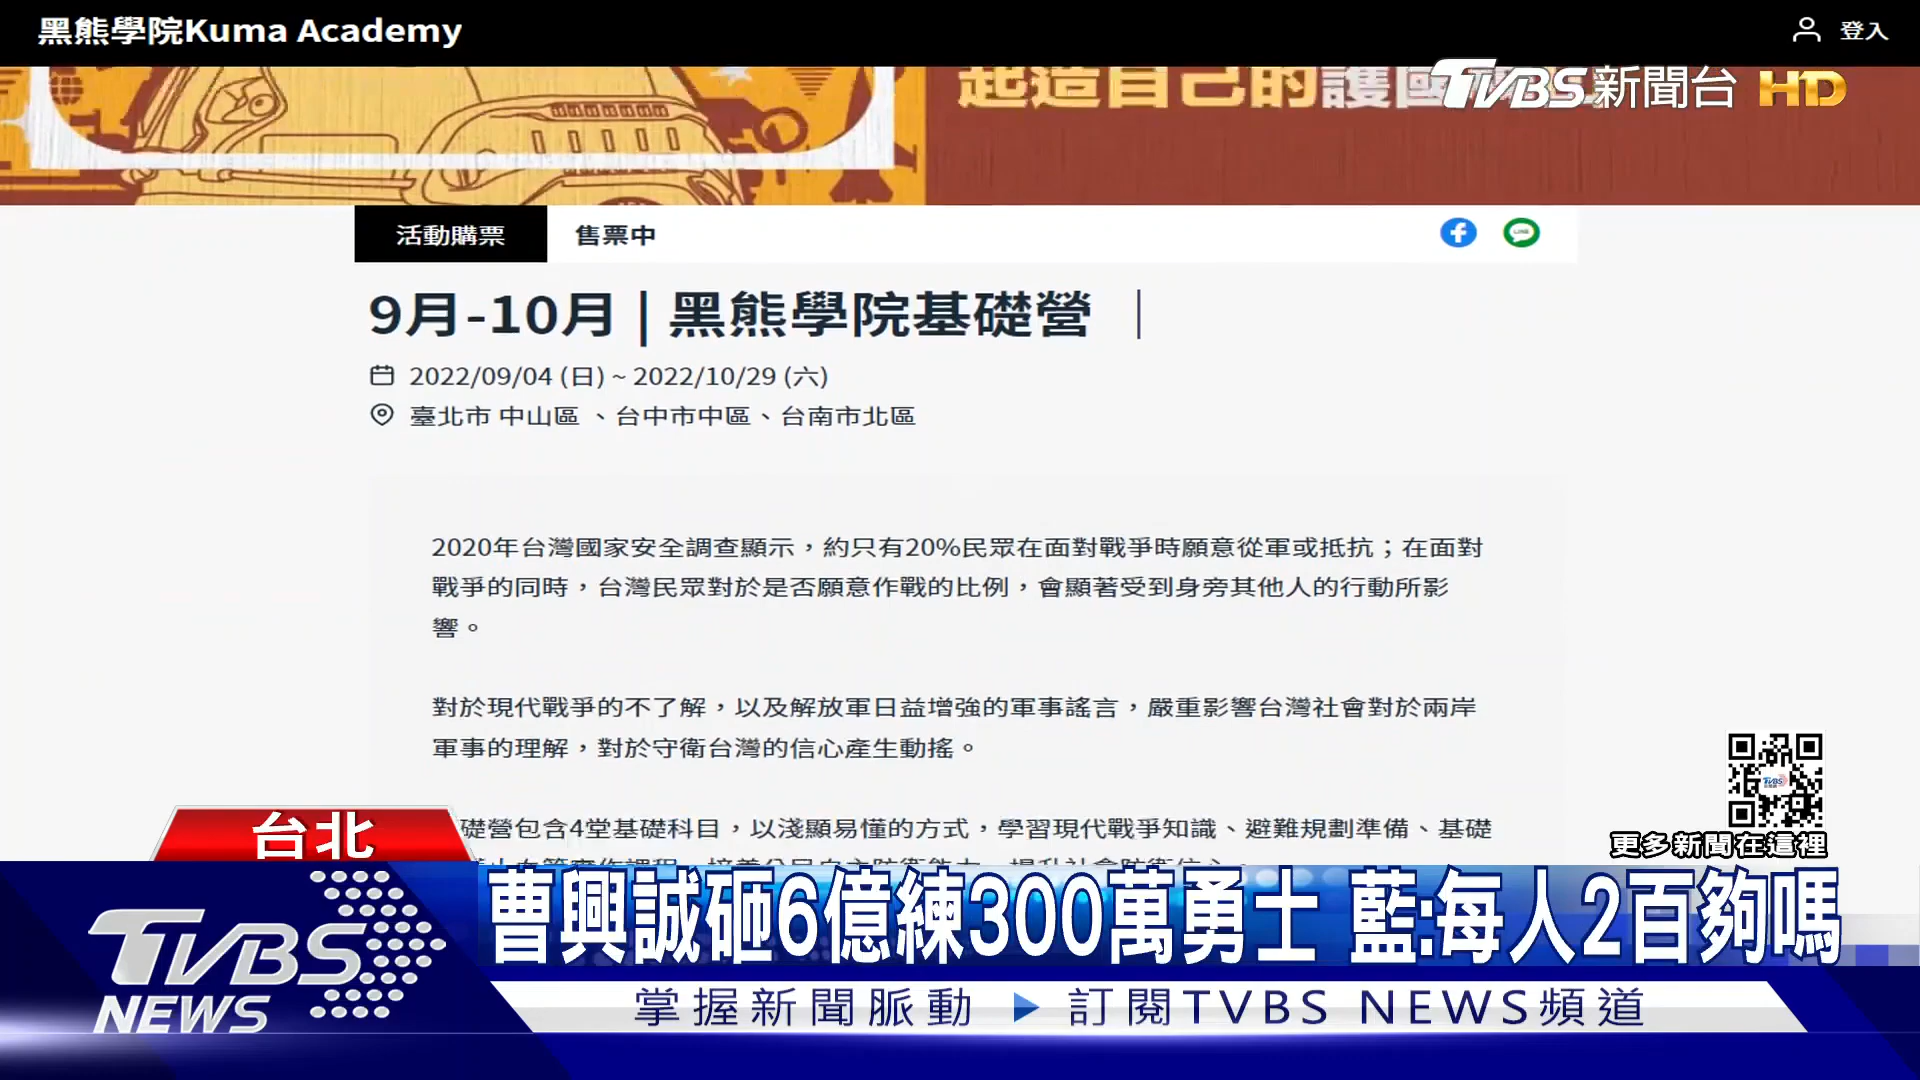 黑熊學院Kuma Academy
登入
起造自己的護國
TVBS新聞台 HD
活動購票
售票中
9月-10月 | 黑熊學院基礎營 |
2022/09/04 (日) ~ 2022/10/29 (六)
臺北市 中山區 、台中市中區、台南市北區
2020年台灣國家安全調查顯示，約只有20%民眾在面對戰爭時願意從軍或抵抗；在面對
戰爭的同時，台灣民眾對於是否願意作戰的比例，會顯著受到身旁其他人的行動所影
響。
對於現代戰爭的不了解，以及解放軍日益增強的軍事謠言，嚴重影響台灣社會對於兩岸
軍事的理解，對於守衛台灣的信心產生動搖。
礎營包含4堂基礎科目，以淺顯易懂的方式，學習現代戰爭知識、避難規劃準備、基礎
TVBS
更多新聞在這裡
台北
曹興誠砸6億練300萬勇士 藍:每人2百夠嗎
TVBS NEWS
掌握新聞脈動 ▶ 訂閱TVBS NEWS頻道